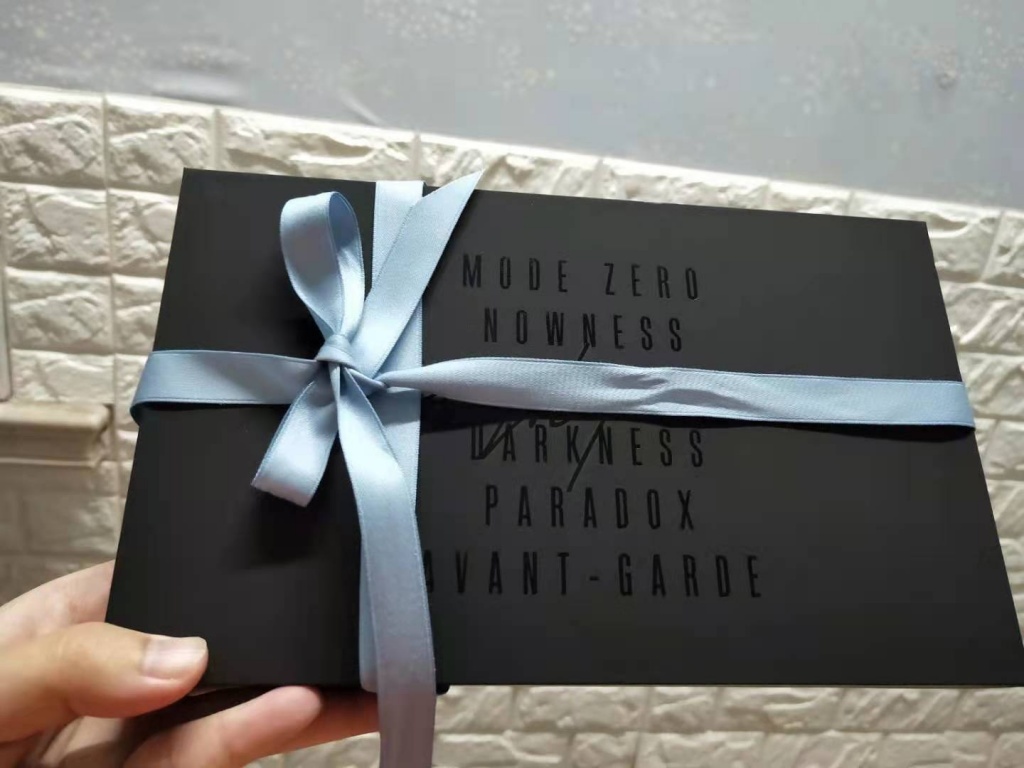 MODE ZERO
NOWNESS
DARKNESS
PARADOX
AVANT-GARDE